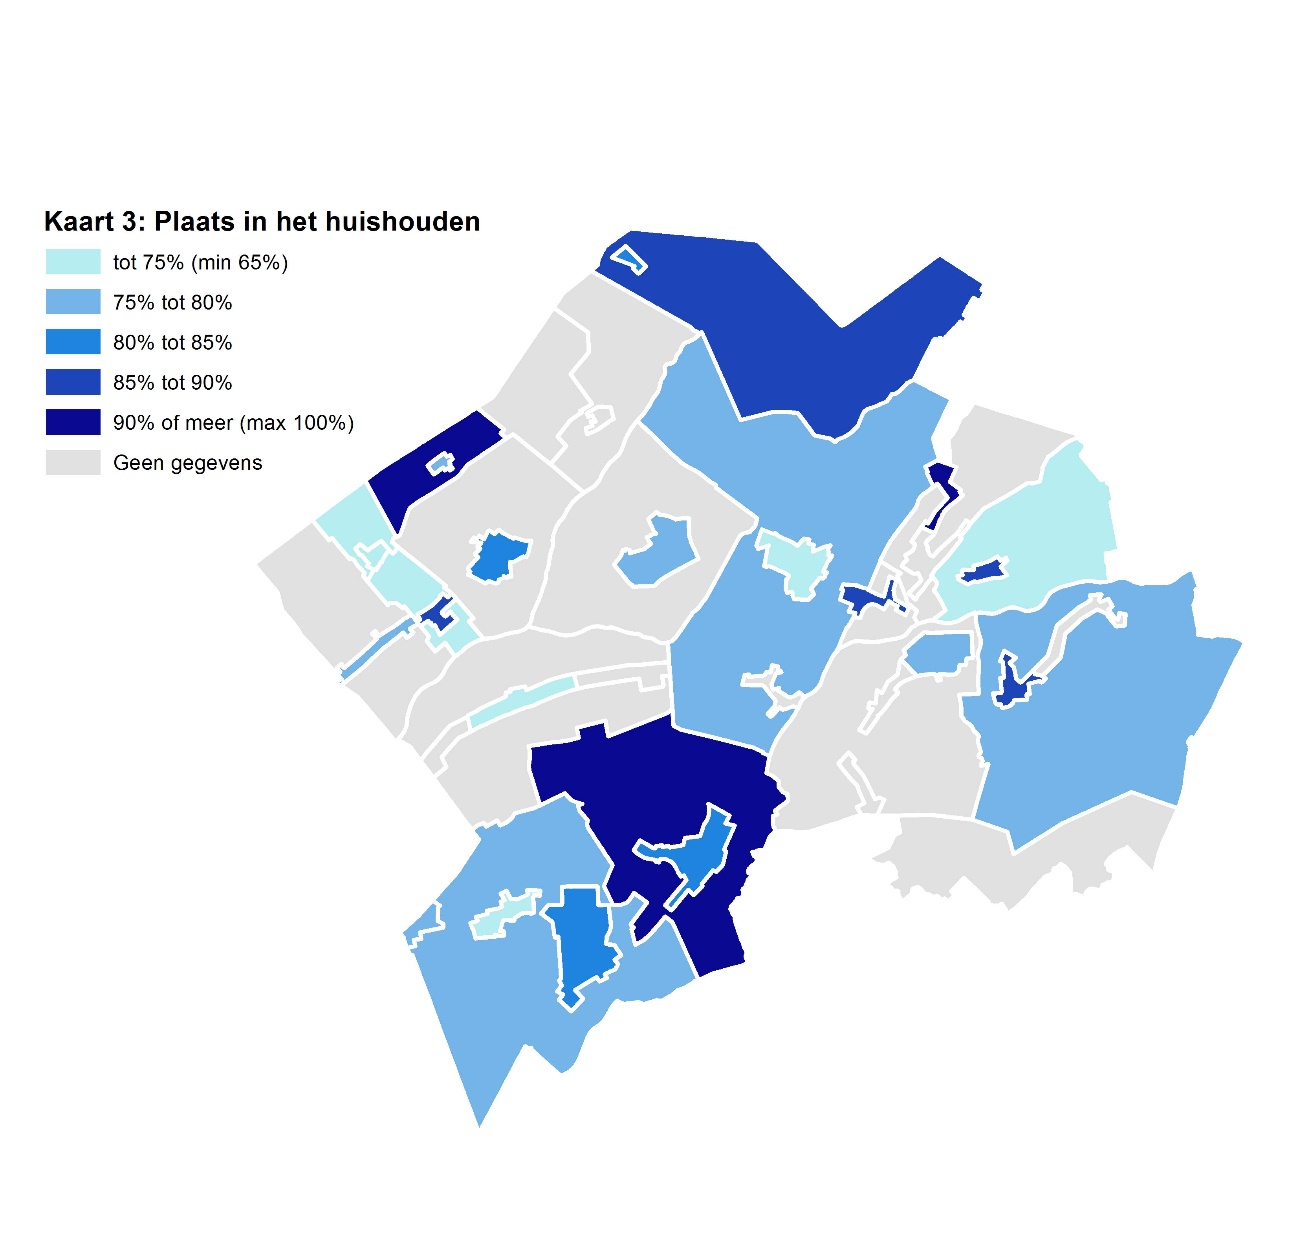 Kaart 3: Plaats in het huishouden
tot 75% (min 65%)
75% tot 80%
80% tot 85%
85% tot 90%
90% of meer (max 100%)
Geen gegevens